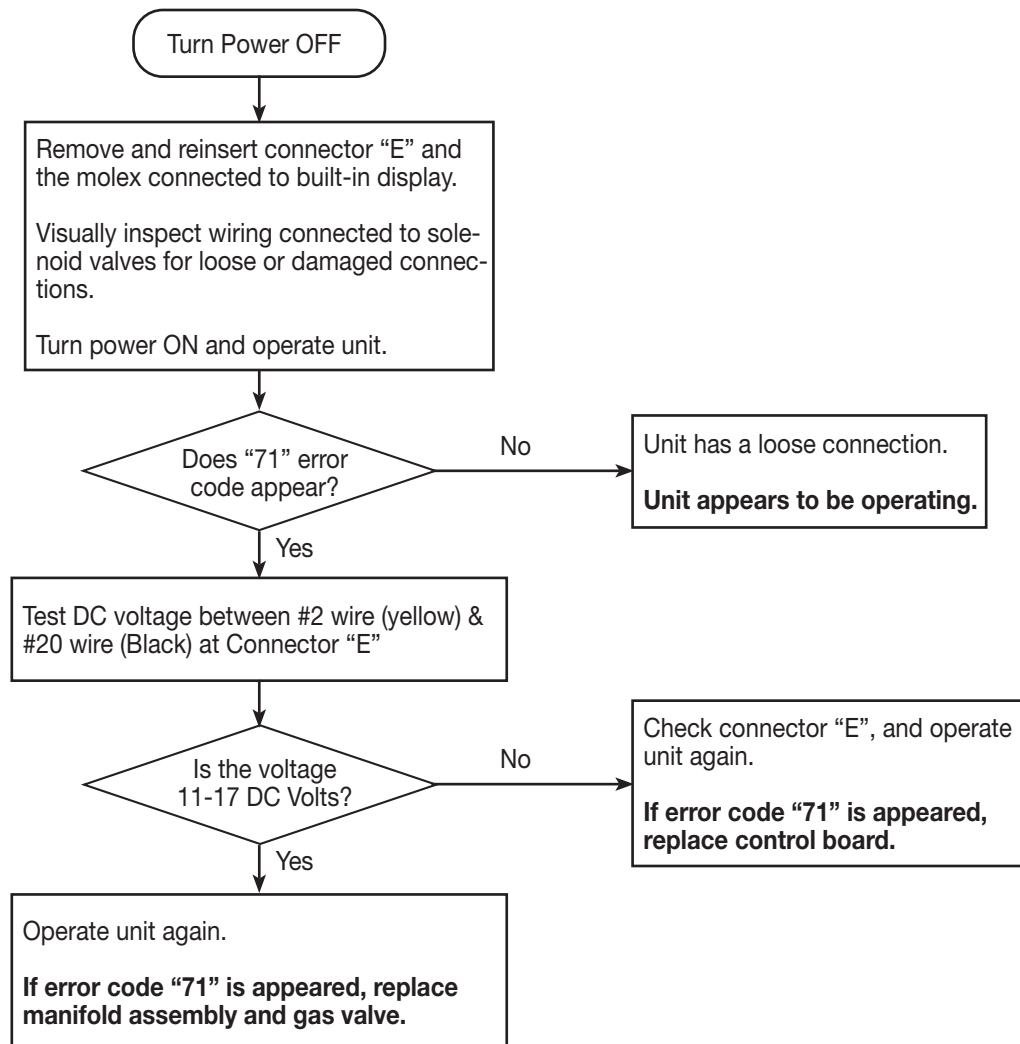 Turn Power OFF
Remove and reinsert connector “E” and
the molex connected to built-in display.
Visually inspect wiring connected to sole-
noid valves for loose or damaged connec-
tions.
Turn power ON and operate unit.
Does “71” error
code appear?
No
Unit has a loose connection.
Unit appears to be operating.
Yes
Test DC voltage between #2 wire (yellow) &
#20 wire (Black) at Connector “E”
Is the voltage
11-17 DC Volts?
No
Check connector “E”, and operate
unit again.
If error code “71” is appeared,
replace control board.
Yes
Operate unit again.
If error code “71” is appeared, replace
manifold assembly and gas valve.